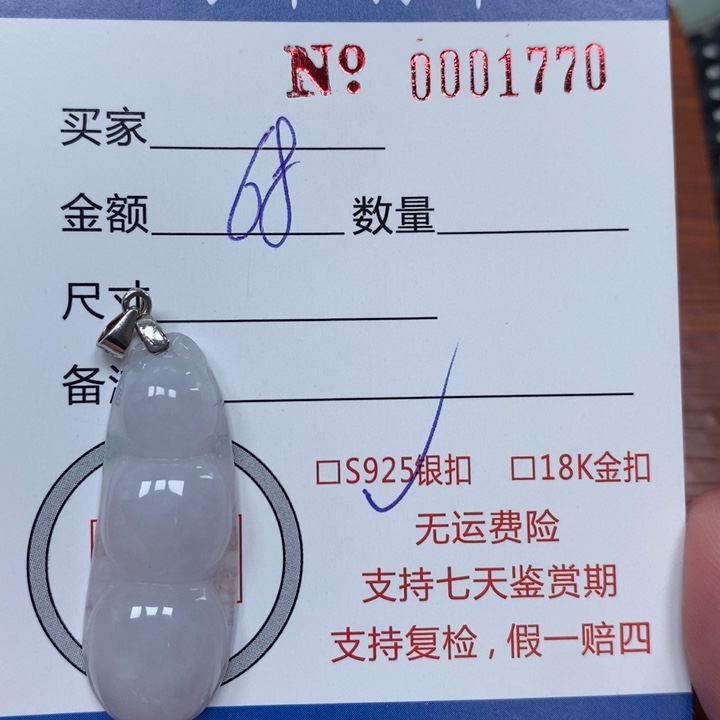 No 0001770
买家
金额 68 数量
尺寸
备注
□S925银扣 □18K金扣
无运费险
支持七天鉴赏期
支持复检,假一赔四